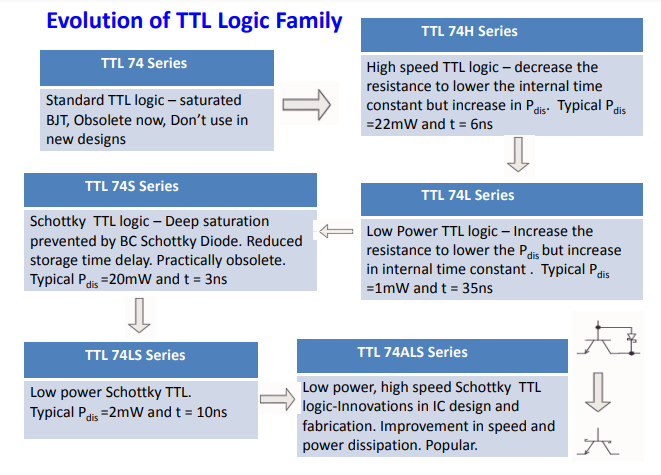 Evolution of TTL Logic Family
TTL 74 Series
Standard TTL logic – saturated
BJT, Obsolete now, Don't use in
new designs
TTL 74H Series
High speed TTL logic – decrease the
resistance to lower the internal time
constant but increase in Pdis. Typical Pdis
=22mW and t = 6ns
TTL 74L Series
Low Power TTL logic – Increase the
resistance to lower the Pdis but increase
in internal time constant . Typical Pdis
=1mW and t = 35ns
TTL 74S Series
Schottky TTL logic – Deep saturation
prevented by BC Schottky Diode. Reduced
storage time delay. Practically obsolete.
Typical Pdis =20mW and t = 3ns
TTL 74LS Series
Low power Schottky TTL.
Typical Pdis =2mW and t = 10ns
TTL 74ALS Series
Low power, high speed Schottky TTL
logic-Innovations in IC design and
fabrication. Improvement in speed and
power dissipation. Popular.